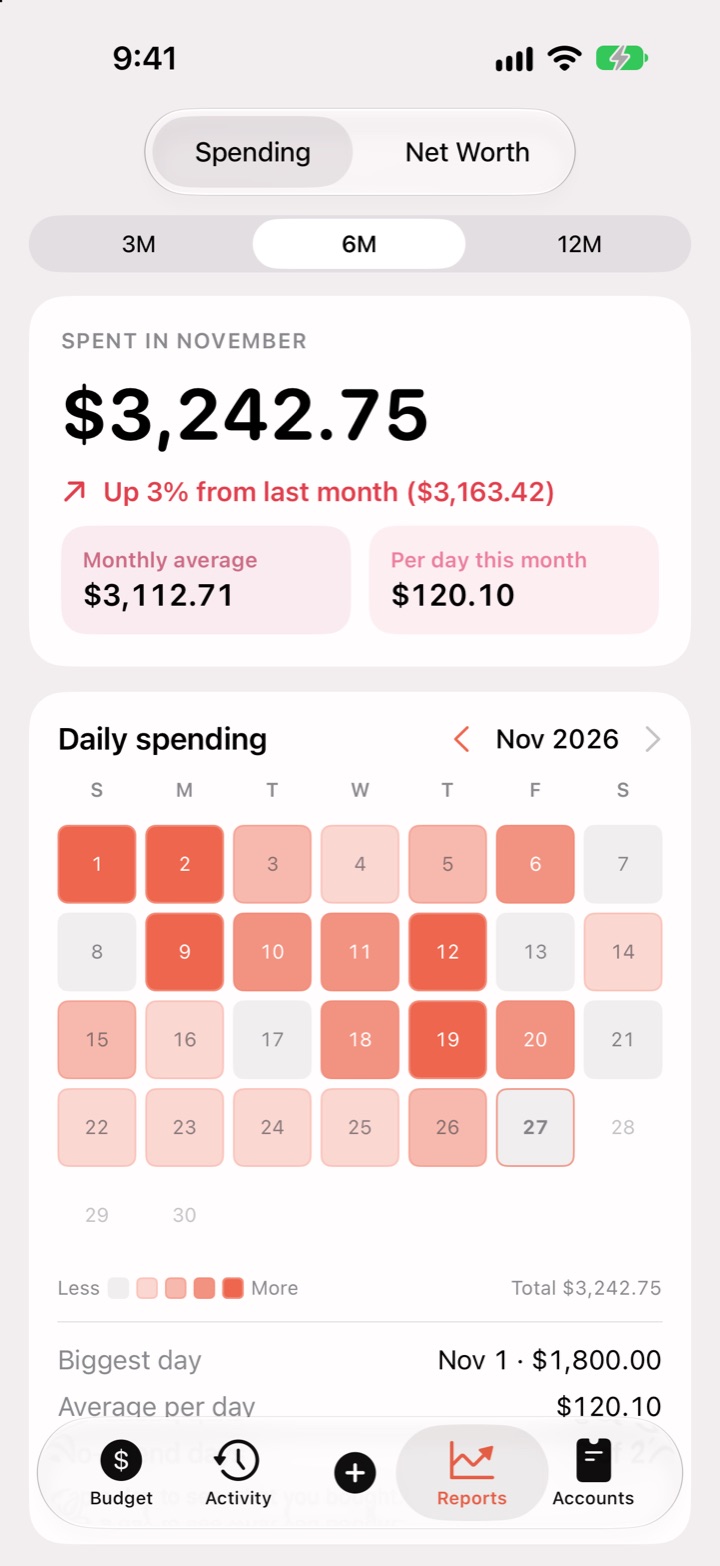 9:41
Spending Net Worth
3M 6M 12M
SPENT IN NOVEMBER
$3,242.75
Up 3% from last month ($3,163.42)
Monthly average Per day this month
$3,112.71 $120.10
Daily spending Nov 2026
S M T W T F S
1 2 3 4 5 6 7
8 9 10 11 12 13 14
15 16 17 18 19 20 21
22 23 24 25 26 27 28
29 30
Less More Total $3,242.75
Biggest day Nov 1 · $1,800.00
Average per day $120.10
$
Budget Activity Reports Accounts